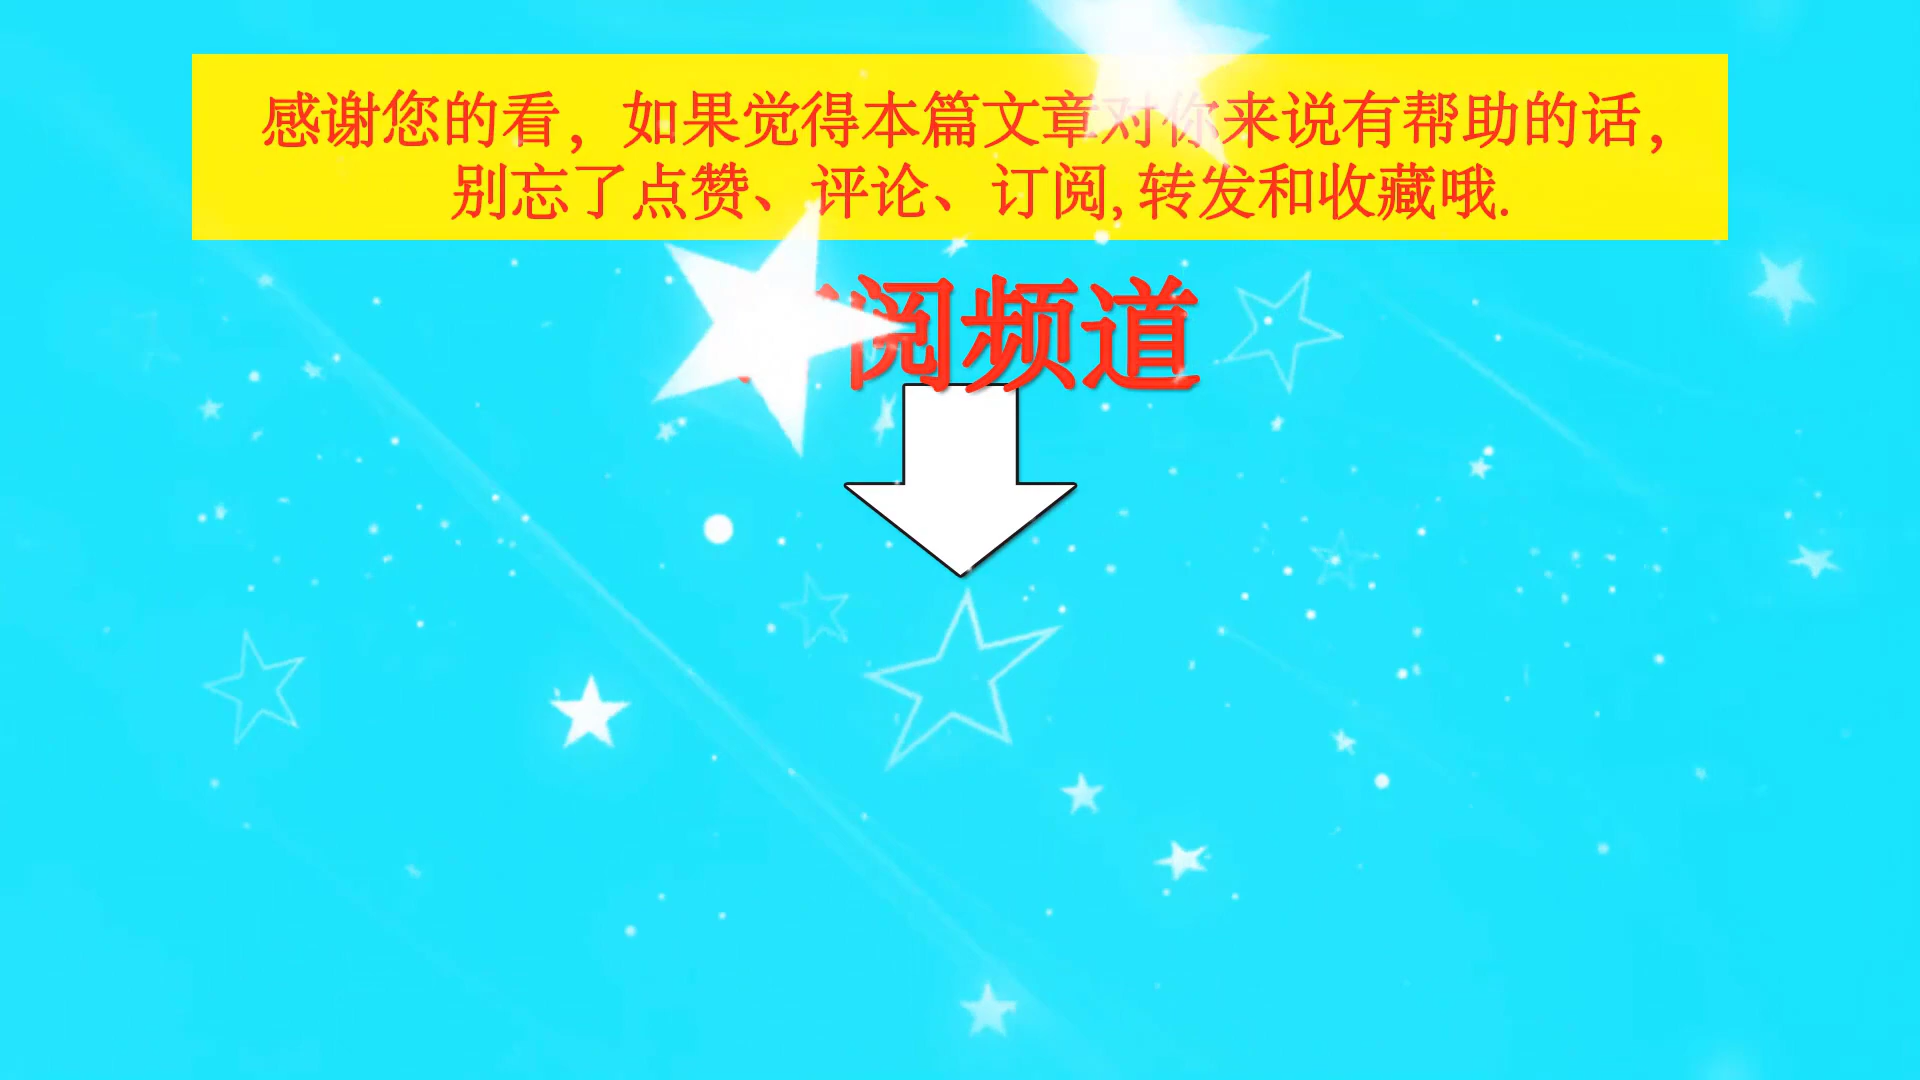 感谢您的看，如果觉得本篇文章对你来说有帮助的话，
别忘了点赞、评论、订阅,转发和收藏哦.
阅频道